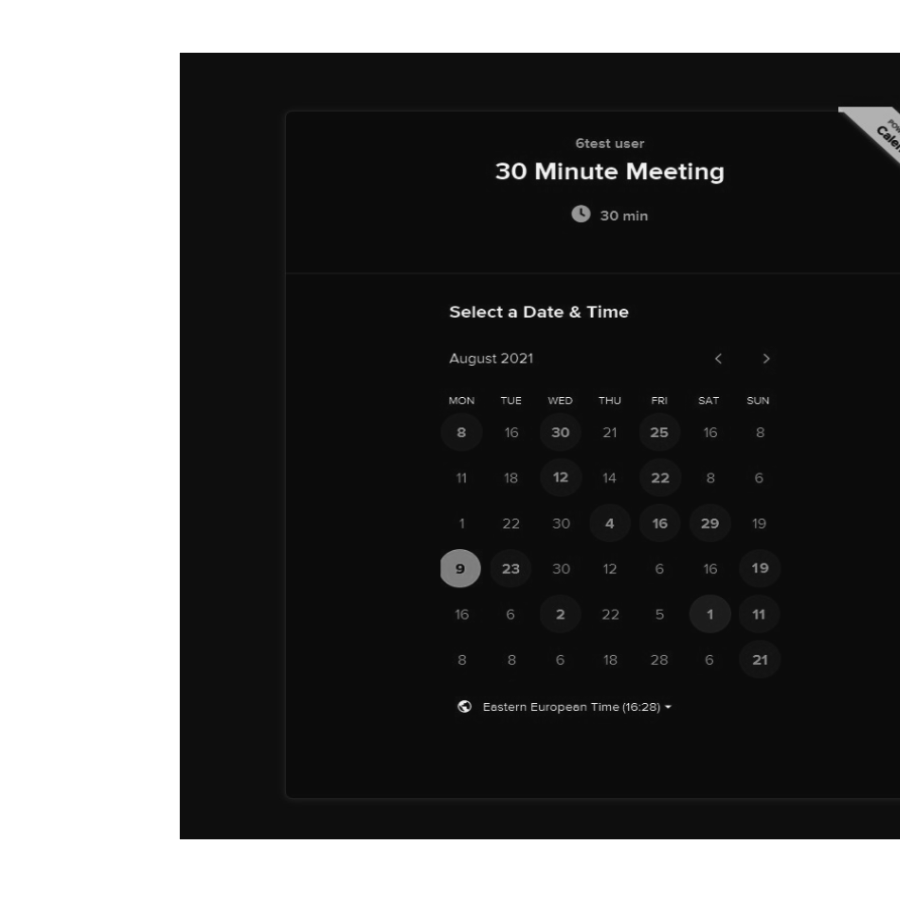 6test user
30 Minute Meeting
30 min
Select a Date & Time
August 2021
MON TUE WED THU FRI SAT SUN
8 16 30 21 25 16 8
11 18 12 14 22 8 6
1 22 30 4 16 29 19
9 23 30 12 6 16 19
16 6 2 22 5 1 11
8 8 6 18 28 6 21
Eastern European Time (16:28)